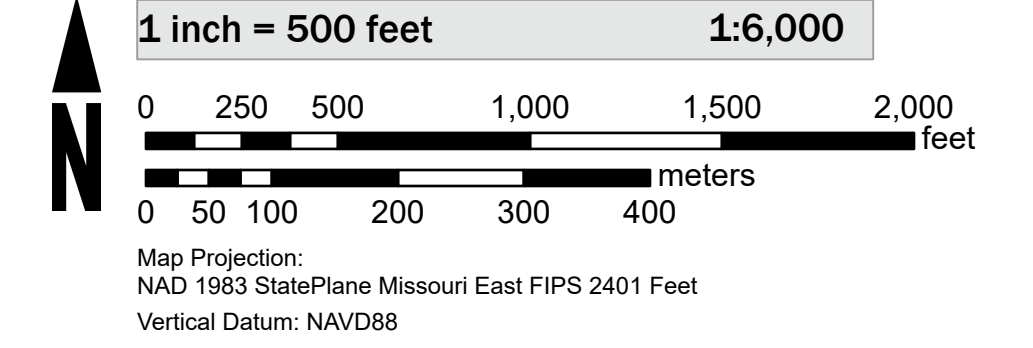 1 inch = 500 feet 1:6,000
0 250 500 1,000 1,500 2,000
feet
meters
0 50 100 200 300 400
N
Map Projection:
NAD 1983 StatePlane Missouri East FIPS 2401 Feet
Vertical Datum: NAVD88